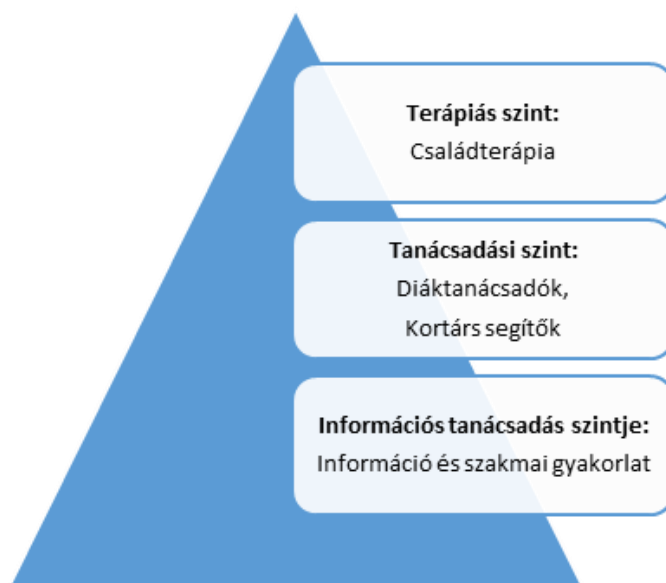 Terápiás szint:
Családterápia
Tanácsadási szint:
Diáktanácsadók,
Kortárs segítők
Információs tanácsadás szintje:
Információ és szakmai gyakorlat